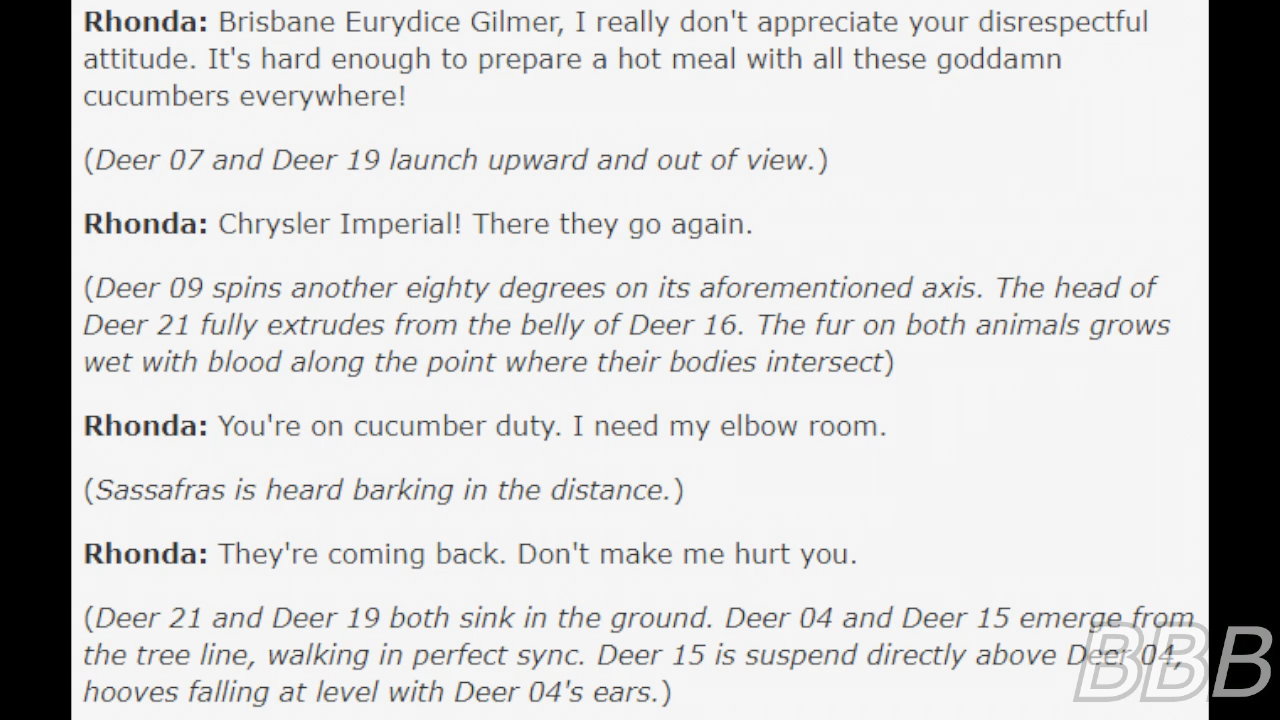 Rhonda: Brisbane Eurydice Gilmer, I really don't appreciate your disrespectful
attitude. It's hard enough to prepare a hot meal with all these goddamn
cucumbers everywhere!
(Deer 07 and Deer 19 launch upward and out of view.)
Rhonda: Chrysler Imperial! There they go again.
(Deer 09 spins another eighty degrees on its aforementioned axis. The head of
Deer 21 fully extrudes from the belly of Deer 16. The fur on both animals grows
wet with blood along the point where their bodies intersect)
Rhonda: You're on cucumber duty. I need my elbow room.
(Sassafras is heard barking in the distance.)
Rhonda: They're coming back. Don't make me hurt you.
(Deer 21 and Deer 19 both sink in the ground. Deer 04 and Deer 15 emerge from
the tree line, walking in perfect sync. Deer 15 is suspend directly above Deer 04,
hooves falling at level with Deer 04's ears.)
BBB